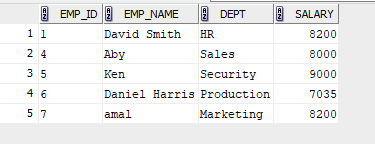 EMP_ID EMP_NAME DEPT SALARY
1 1 David Smith HR 8200
2 4 Aby Sales 8000
3 5 Ken Security 9000
4 6 Daniel Harris Production 7035
5 7 amal Marketing 8200